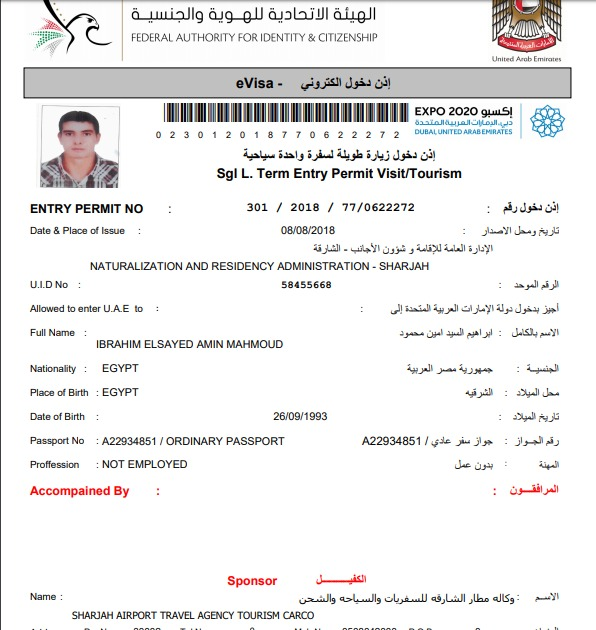 الهيئة الاتحادية للهوية والجنسية
FEDERAL AUTHORITY FOR IDENTITY & CITIZENSHIP
United Arab Emirates
eVisa - إذن دخول الكتروني
EXPO 2020 إكسبو
دبي، الإمارات العربية المتحدة
DUBAI, UNITED ARAB EMIRATES
0 2 3 0 1 2 0 1 8 7 7 0 6 2 2 2 7 2
إذن دخول زيارة طويلة لسفرة واحدة سياحية
Sgl L. Term Entry Permit Visit/Tourism
ENTRY PERMIT NO : 301 / 2018 / 77/0622272 : إذن دخول رقم
Date & Place of Issue : 08/08/2018 : تاريخ ومحل الاصدار
الإدارة العامة للإقامة و شؤون الأجانب - الشارقة
NATURALIZATION AND RESIDENCY ADMINISTRATION - SHARJAH
U.I.D No : 58455668 : الرقم الموحد
Allowed to enter U.A.E to : : أجيز بدخول دولة الإمارات العربية المتحدة إلى
Full Name : الاسم بالكامل : ابراهيم السيد امين محمود
IBRAHIM ELSAYED AMIN MAHMOUD
Nationality : EGYPT الجنسيــة : جمهورية مصر العربية
Place of Birth : EGYPT محل الميلاد : الشرقيه
Date of Birth : 26/09/1993 : تاريخ الميلاد
Passport No : A22934851 / ORDINARY PASSPORT رقم الجـواز : جواز سفر عادي / A22934851
Proffession : NOT EMPLOYED المهنة : بدون عمل
Accompained By : : المرافقــون
Sponsor الكفيـــــل
Name : الاسـم : وكاله مطار الشارقه للسفريات والسياحه والشحن
SHARJAH AIRPORT TRAVEL AGENCY TOURISM CARCO